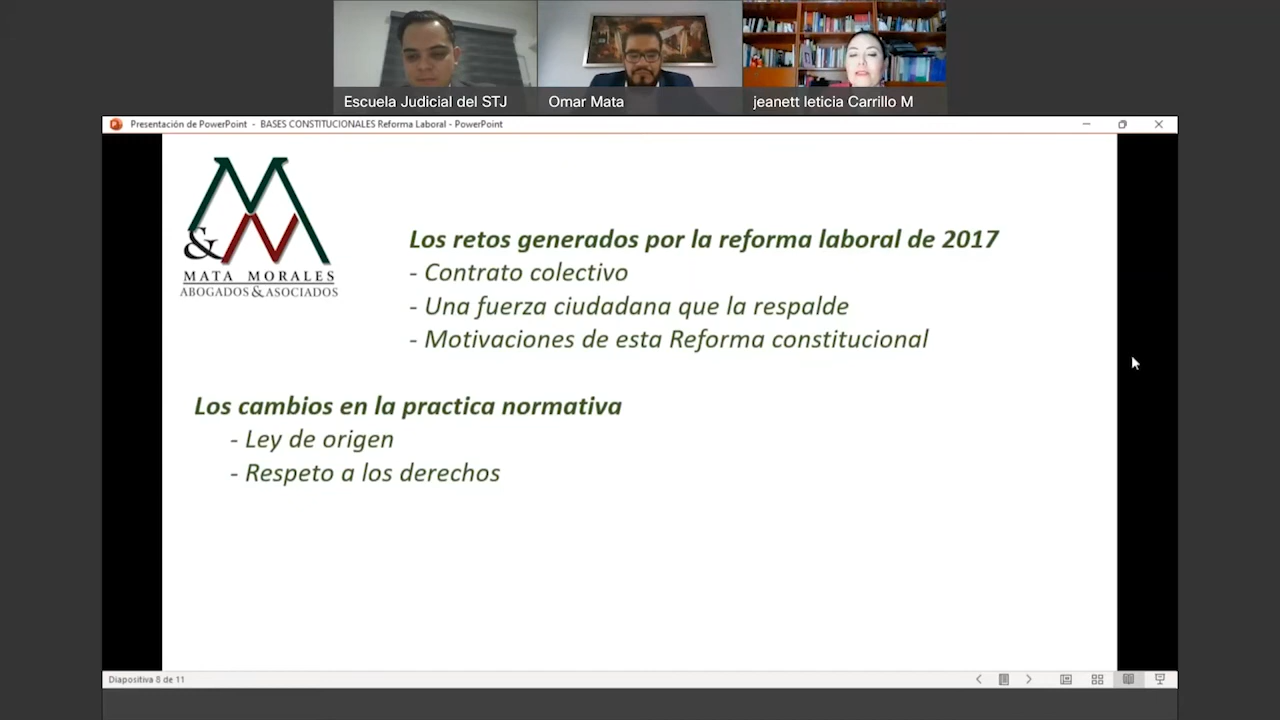 Escuela Judicial del STJ
Omar Mata
jeanett leticia Carrillo M
Presentación de PowerPoint - BASES CONSTITUCIONALES Reforma Laboral - PowerPoint
M
&
MATA MORALES
ABOGADOS&ASOCIADOS
Los retos generados por la reforma laboral de 2017
- Contrato colectivo
- Una fuerza ciudadana que la respalde
- Motivaciones de esta Reforma constitucional
Los cambios en la practica normativa
- Ley de origen
- Respeto a los derechos
Diapositiva 8 de 11